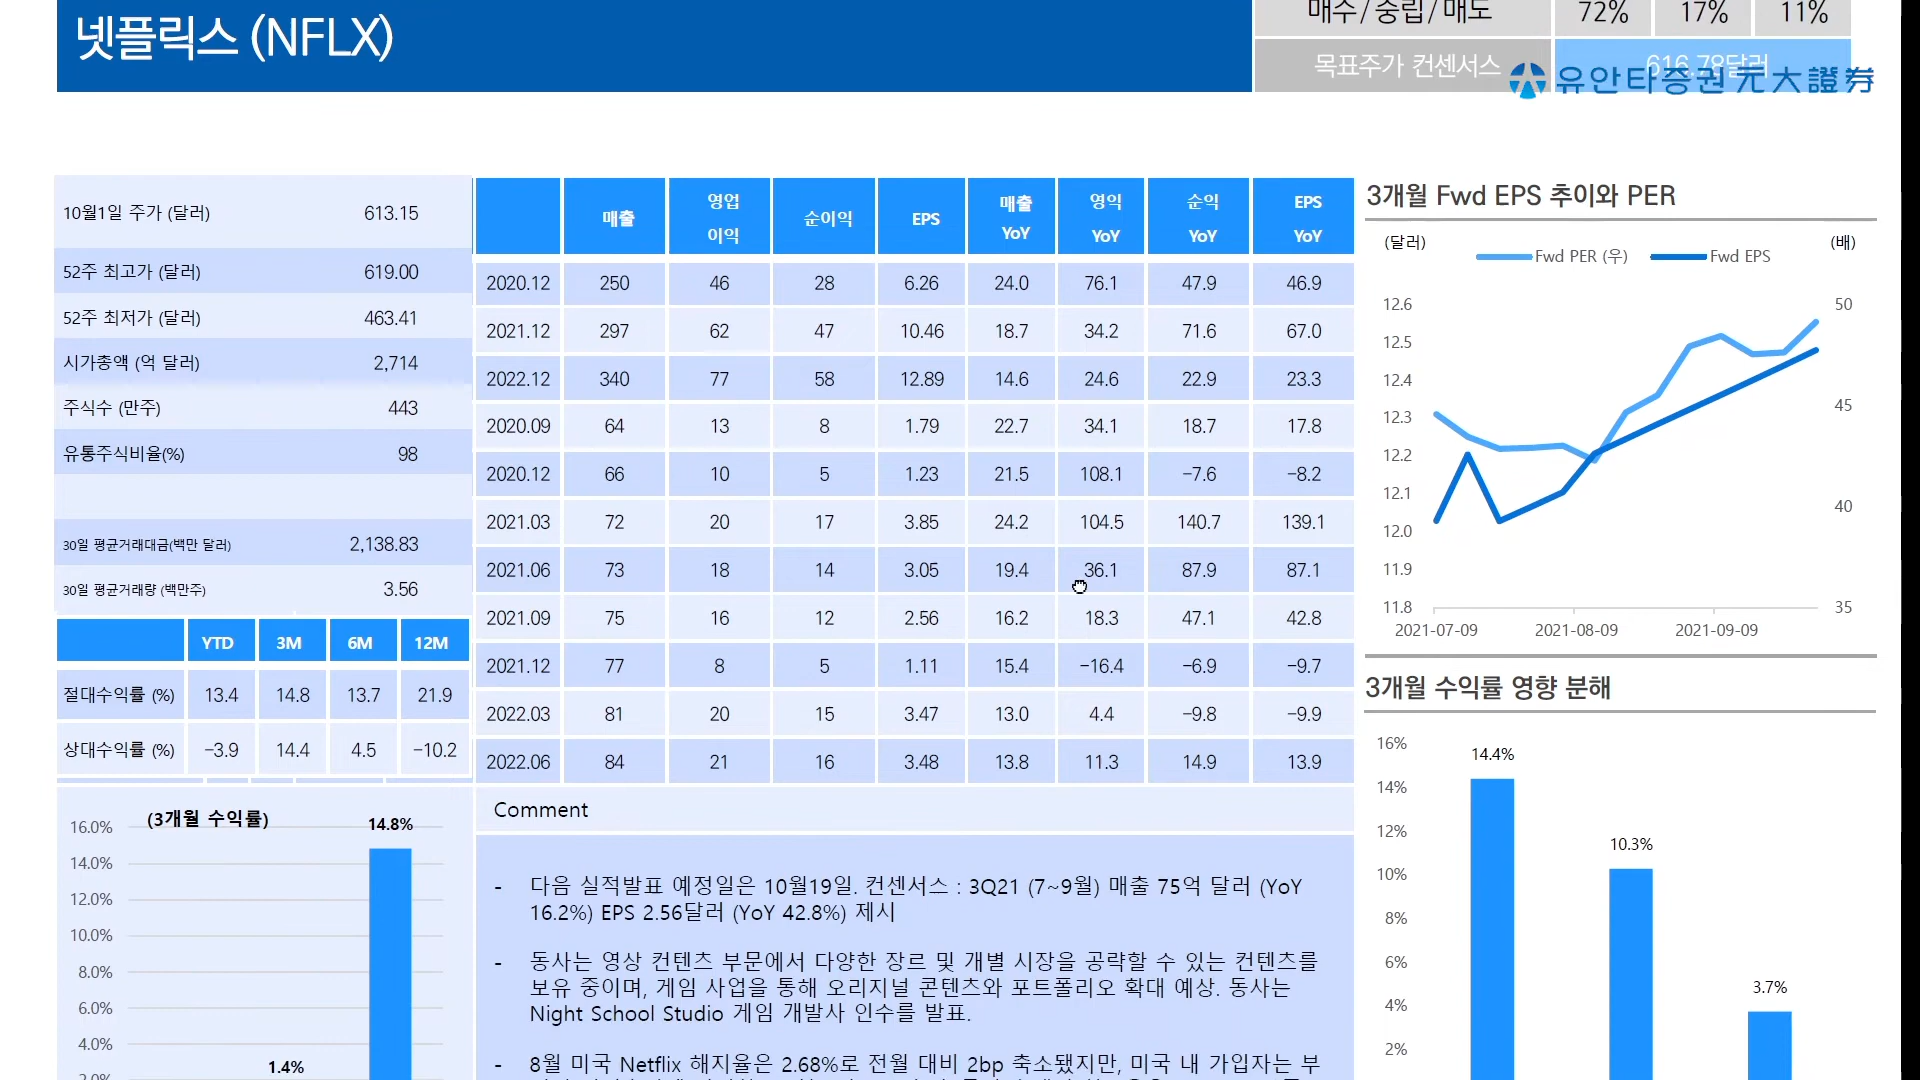 넷플릭스 (NFLX)
매수/중립/매도 72% 17% 11%
목표주가 컨센서스 616.78달러
유안타증권 元大證券
10월1일 주가 (달러) 613.15
52주 최고가 (달러) 619.00
52주 최저가 (달러) 463.41
시가총액 (억 달러) 2,714
주식수 (만주) 443
유통주식비율(%) 98
30일 평균거래대금(백만 달러) 2,138.83
30일 평균거래량 (백만주) 3.56
YTD 3M 6M 12M
절대수익률 (%) 13.4 14.8 13.7 21.9
상대수익률 (%) -3.9 14.4 4.5 -10.2
(3개월 수익률)
14.8%
1.4%
16.0%
14.0%
12.0%
10.0%
8.0%
6.0%
4.0%
2.0%
매출 영업 이익 순이익 EPS 매출 YoY 영익 YoY 순익 YoY EPS YoY
2020.12 250 46 28 6.26 24.0 76.1 47.9 46.9
2021.12 297 62 47 10.46 18.7 34.2 71.6 67.0
2022.12 340 77 58 12.89 14.6 24.6 22.9 23.3
2020.09 64 13 8 1.79 22.7 34.1 18.7 17.8
2020.12 66 10 5 1.23 21.5 108.1 -7.6 -8.2
2021.03 72 20 17 3.85 24.2 104.5 140.7 139.1
2021.06 73 18 14 3.05 19.4 36.1 87.9 87.1
2021.09 75 16 12 2.56 16.2 18.3 47.1 42.8
2021.12 77 8 5 1.11 15.4 -16.4 -6.9 -9.7
2022.03 81 20 15 3.47 13.0 4.4 -9.8 -9.9
2022.06 84 21 16 3.48 13.8 11.3 14.9 13.9
Comment
- 다음 실적발표 예정일은 10월19일. 컨센서스 : 3Q21 (7~9월) 매출 75억 달러 (YoY
16.2%) EPS 2.56달러 (YoY 42.8%) 제시
- 동사는 영상 컨텐츠 부문에서 다양한 장르 및 개별 시장을 공략할 수 있는 컨텐츠를
보유 중이며, 게임 사업을 통해 오리지널 콘텐츠와 포트폴리오 확대 예상. 동사는
Night School Studio 게임 개발사 인수를 발표.
- 8월 미국 Netflix 해지율은 2.68%로 전월 대비 2bp 축소됐지만, 미국 내 가입자는 부
3개월 Fwd EPS 추이와 PER
(달러) (배)
Fwd PER (우) Fwd EPS
12.6
12.5
12.4
12.3
12.2
12.1
12.0
11.9
11.8
50
45
40
35
2021-07-09 2021-08-09 2021-09-09
3개월 수익률 영향 분해
16%
14%
12%
10%
8%
6%
4%
2%
14.4%
10.3%
3.7%